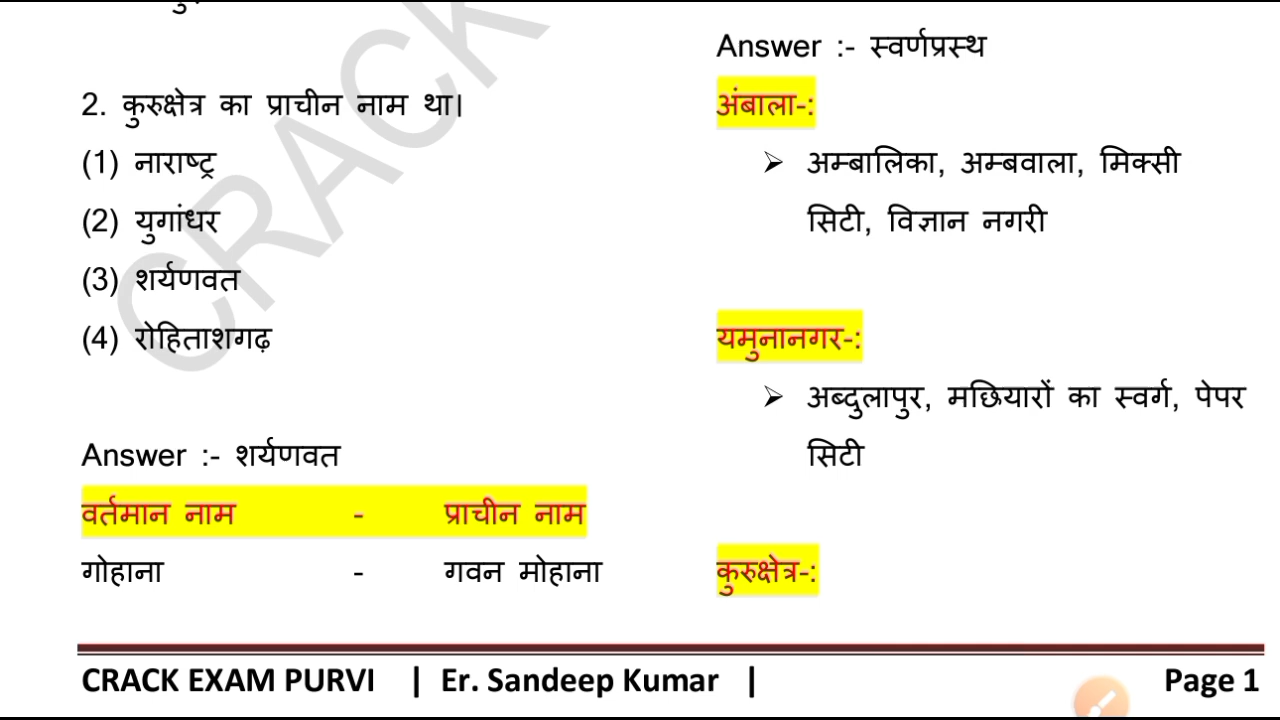 2. कुरुक्षेत्र का प्राचीन नाम था।
(1) नाराष्ट्र
(2) युगांधर
(3) शर्यणवत
(4) रोहिताशगढ़
Answer :- शर्यणवत
वर्तमान नाम - प्राचीन नाम
गोहाना - गवन मोहाना
Answer :- स्वर्णप्रस्थ
अंबाला-:
➢ अम्बालिका, अम्बवाला, मिक्सी
सिटी, विज्ञान नगरी
यमुनानगर-:
➢ अब्दुलापुर, मछियारों का स्वर्ग, पेपर
सिटी
कुरुक्षेत्र-:
CRACK
CRACK EXAM PURVI | Er. Sandeep Kumar | Page 1